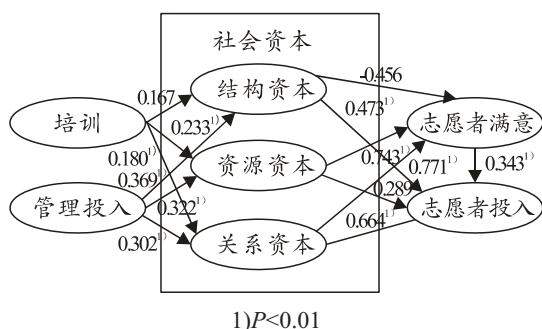 社会资本
结构资本
-0.456
0.167
0.473¹⁾
培训
0.233¹⁾
志愿者满意
0.180¹⁾
资源资本
0.743¹⁾
0.771¹⁾
0.343¹⁾
0.369¹⁾
0.289
管理投入
0.322¹⁾
志愿者投入
0.302¹⁾
关系资本
0.664¹⁾
1)P<0.01